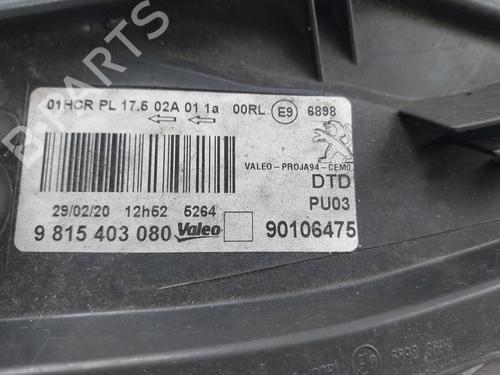 01HCR PL 17.5 02A 01 1a 00RL E9 6898
VALEO-PROJA94-CEMO
DTD
PU03
29/02/20 12h52 5264
9 815 403 080 Valeo 90106475